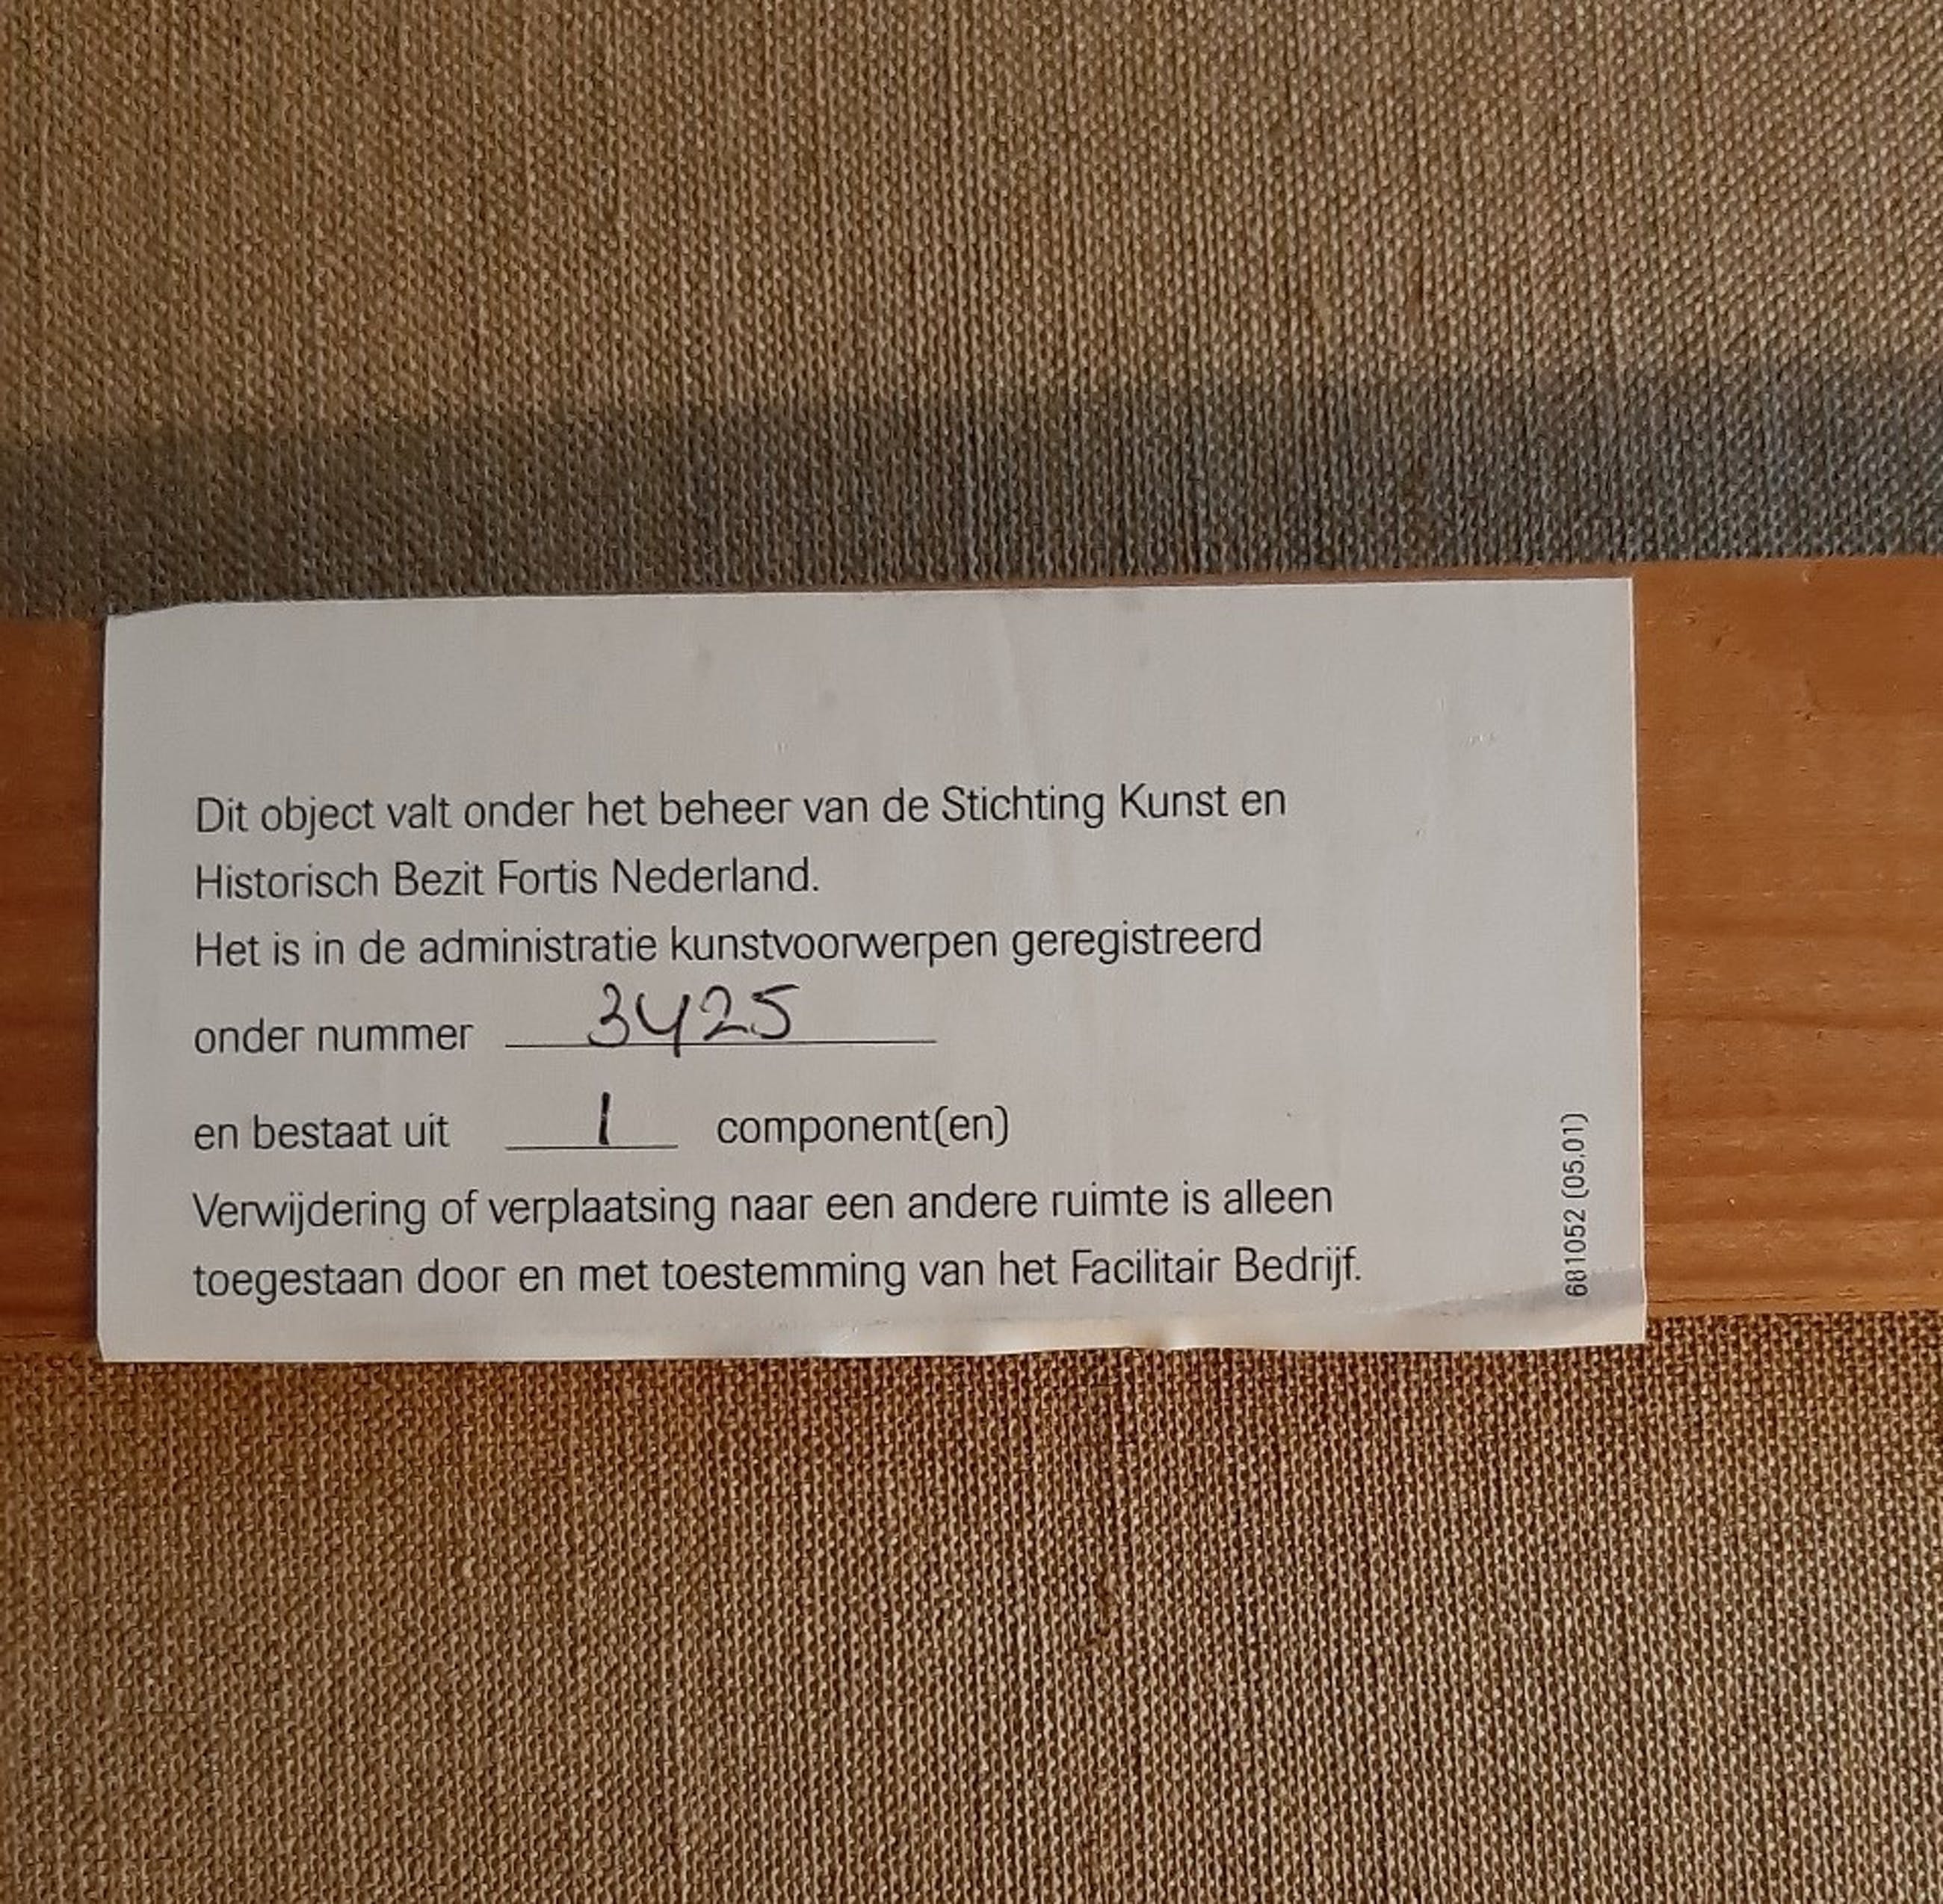 Dit object valt onder het beheer van de Stichting Kunst en
Historisch Bezit Fortis Nederland.
Het is in de administratie kunstvoorwerpen geregistreerd
onder nummer 3425
en bestaat uit 1 component(en)
Verwijdering of verplaatsing naar een andere ruimte is alleen
toegestaan door en met toestemming van het Facilitair Bedrijf.
681052 (05.01)